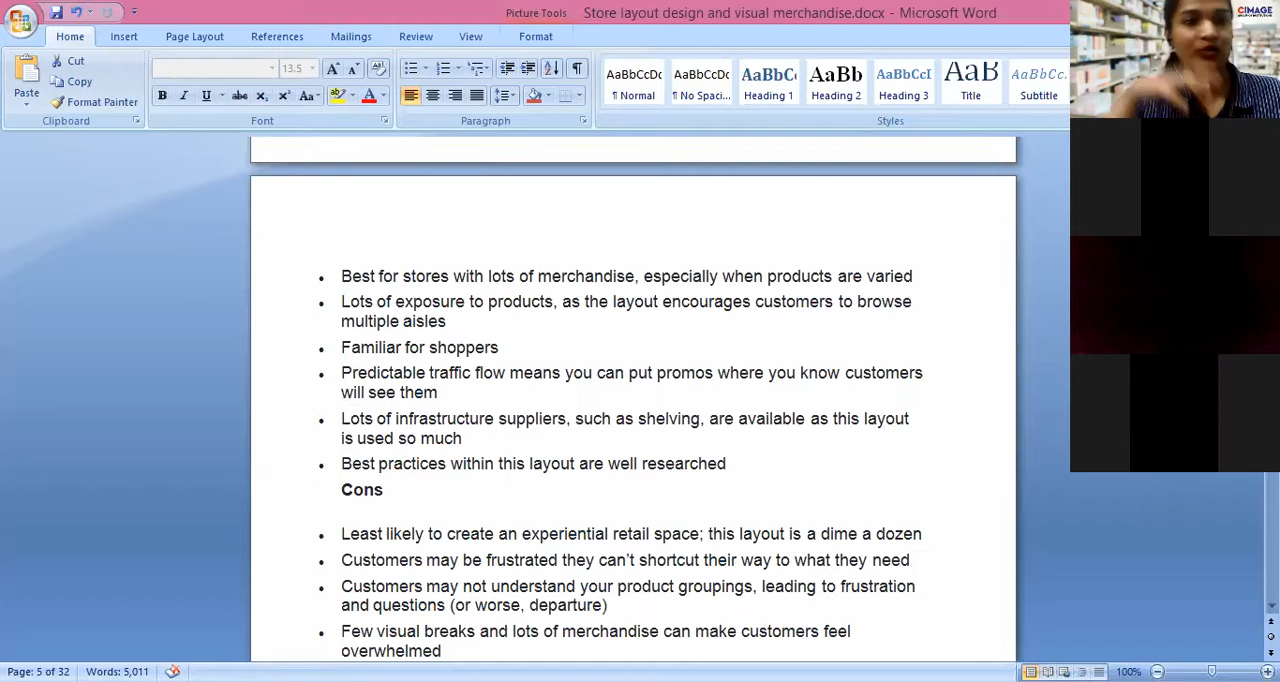 Picture Tools
Store layout design and visual merchandise.docx - Microsoft Word
Home Insert Page Layout References Mailings Review View Format
Paste
Cut
Copy
Format Painter
Clipboard
13.5
Font
Paragraph
AaBbCcDc AaBbCcDc AaBbC AaBb AaBbCcI AaB AaBbCcl
¶ Normal ¶ No Spaci... Heading 1 Heading 2 Heading 3 Title Subtitle
Styles
CIMAGE
Best for stores with lots of merchandise, especially when products are varied
Lots of exposure to products, as the layout encourages customers to browse
multiple aisles
Familiar for shoppers
Predictable traffic flow means you can put promos where you know customers
will see them
Lots of infrastructure suppliers, such as shelving, are available as this layout
is used so much
Best practices within this layout are well researched
Cons
Least likely to create an experiential retail space; this layout is a dime a dozen
Customers may be frustrated they can’t shortcut their way to what they need
Customers may not understand your product groupings, leading to frustration
and questions (or worse, departure)
Few visual breaks and lots of merchandise can make customers feel
overwhelmed
Page: 5 of 32 Words: 5,011 100%